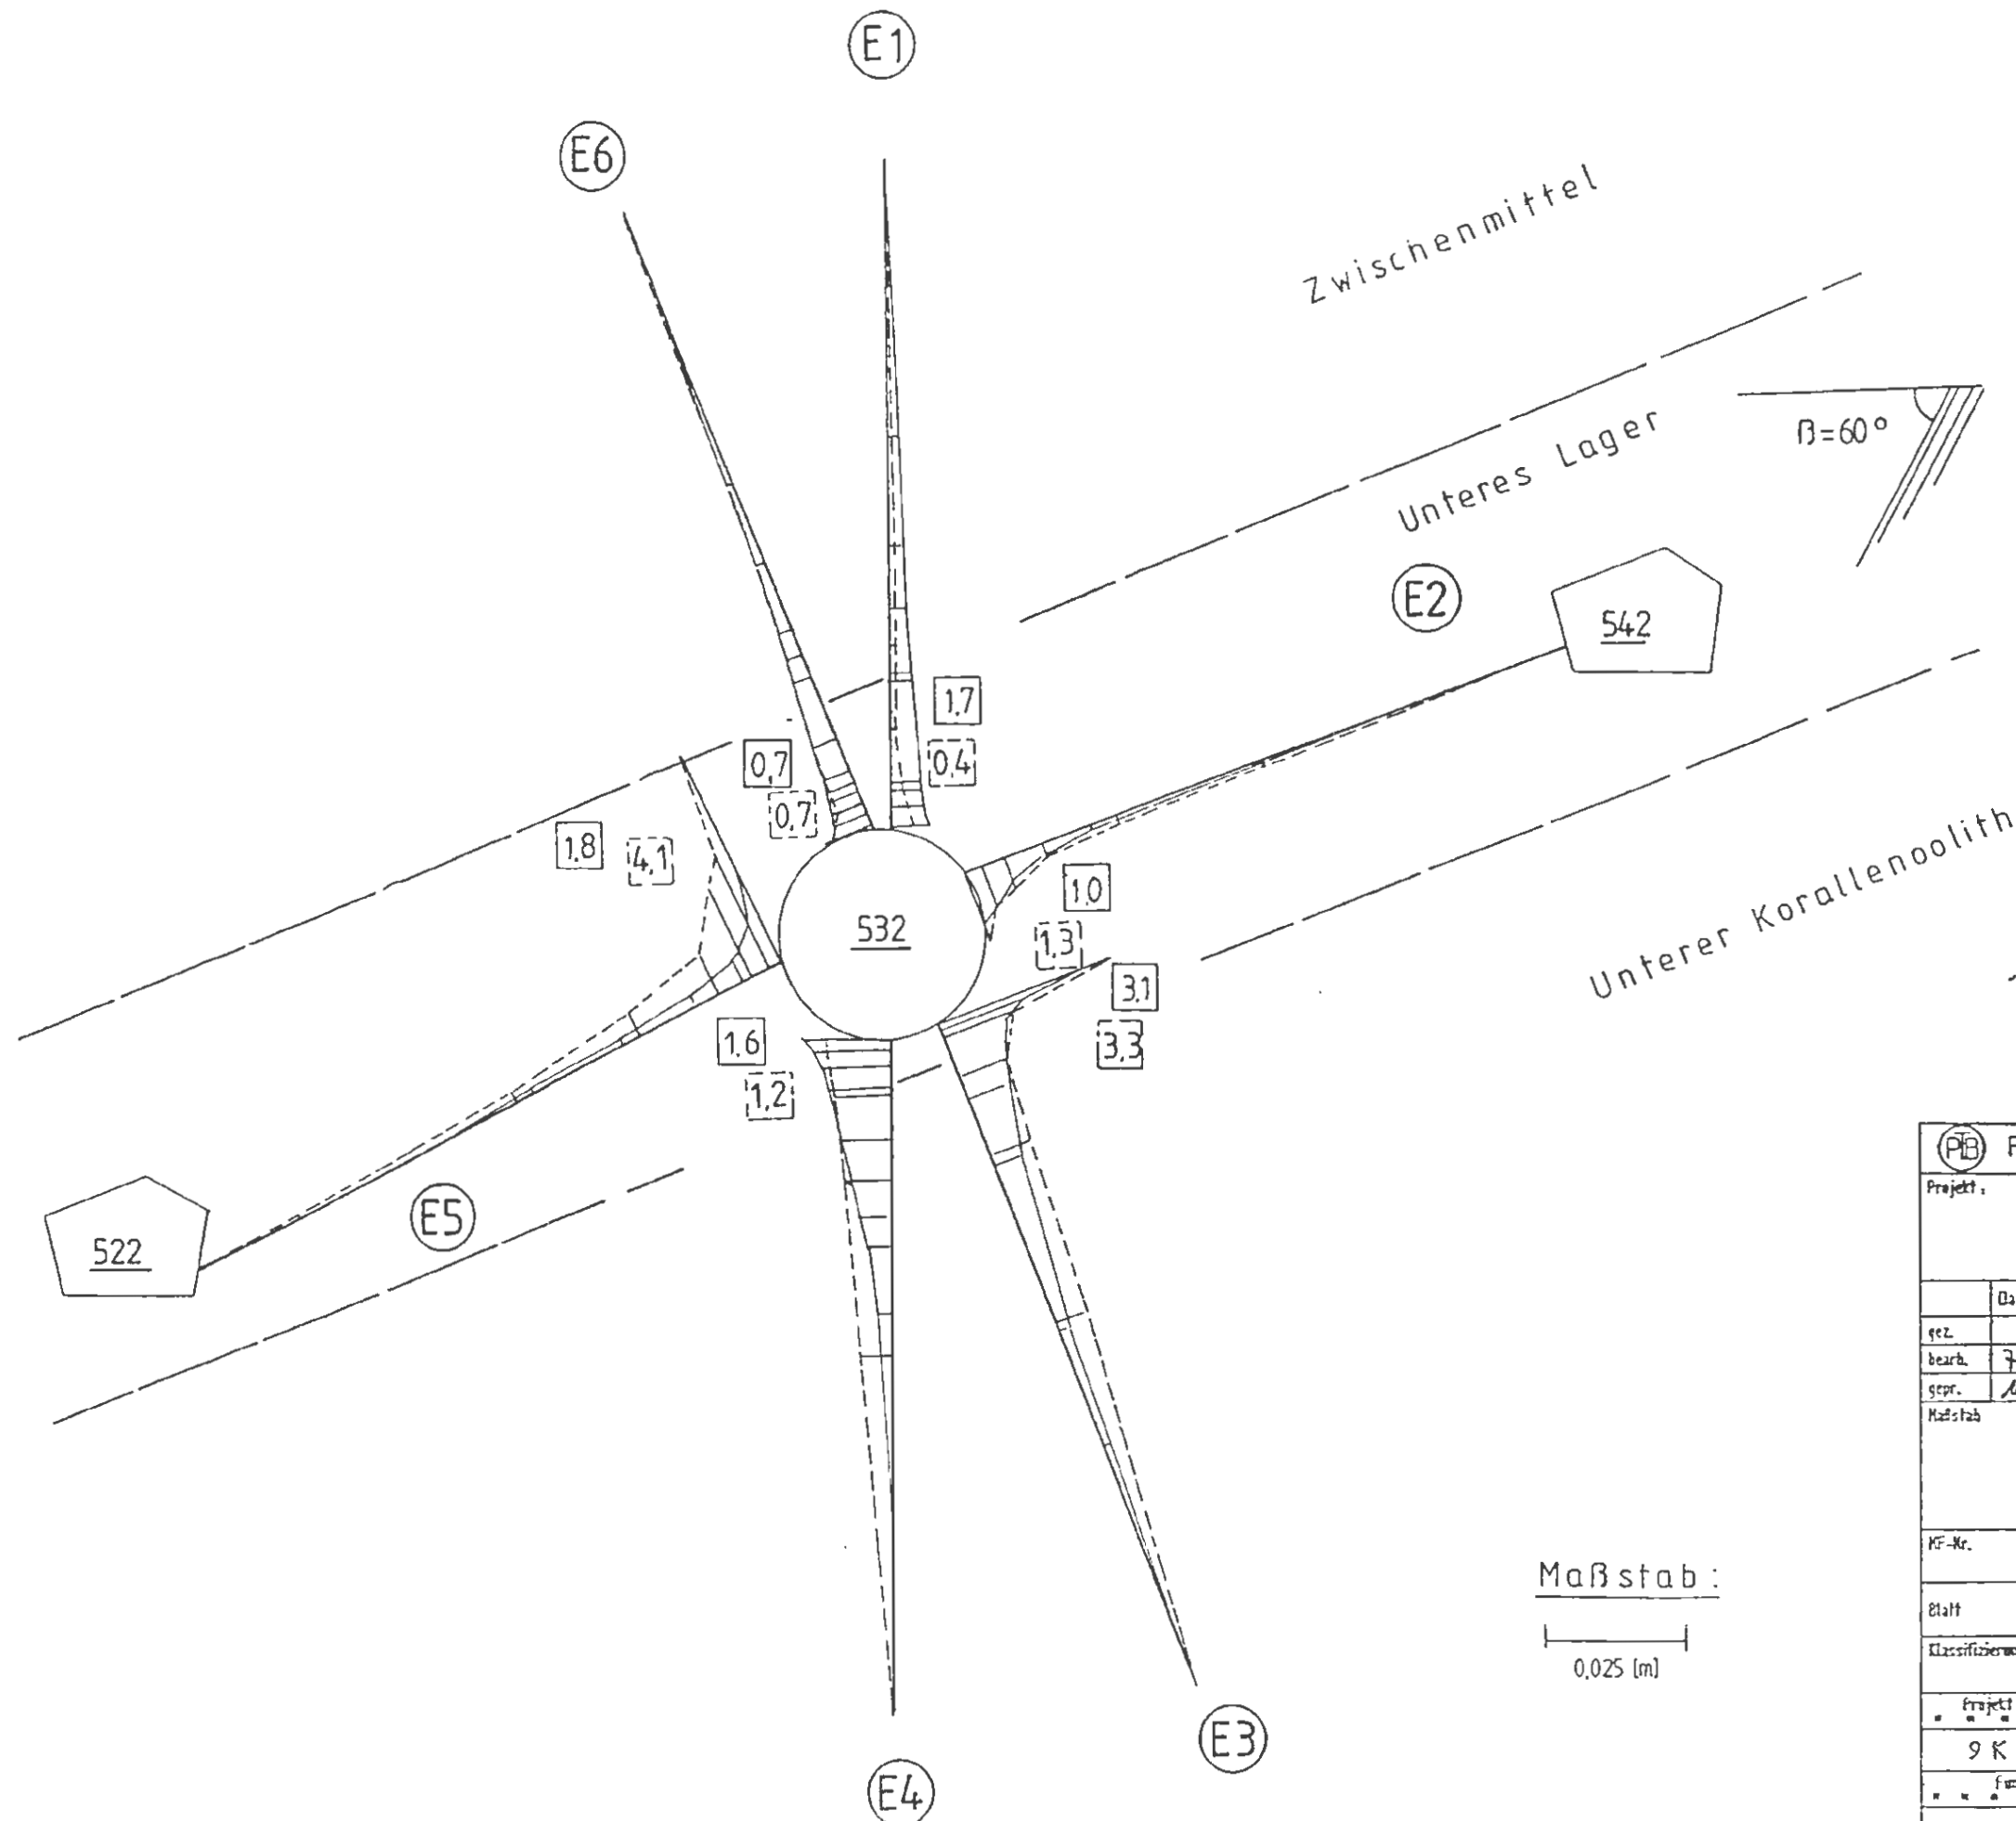 E1
E6
Zwischenmittel
Unteres Lager
ß=60°
E2
542
1,7
0,7
0,4
0,7
1,8
4,1
1,0
532
1,3
Unterer Korallenoolith
3,1
1,6
3,3
1,2
PTB
Projekt:
E5
522
gez.
bearb.
gepr.
Maßstab
Maßstab:
0,025 [m]
Blatt
Projekt
9 K
E3
E4